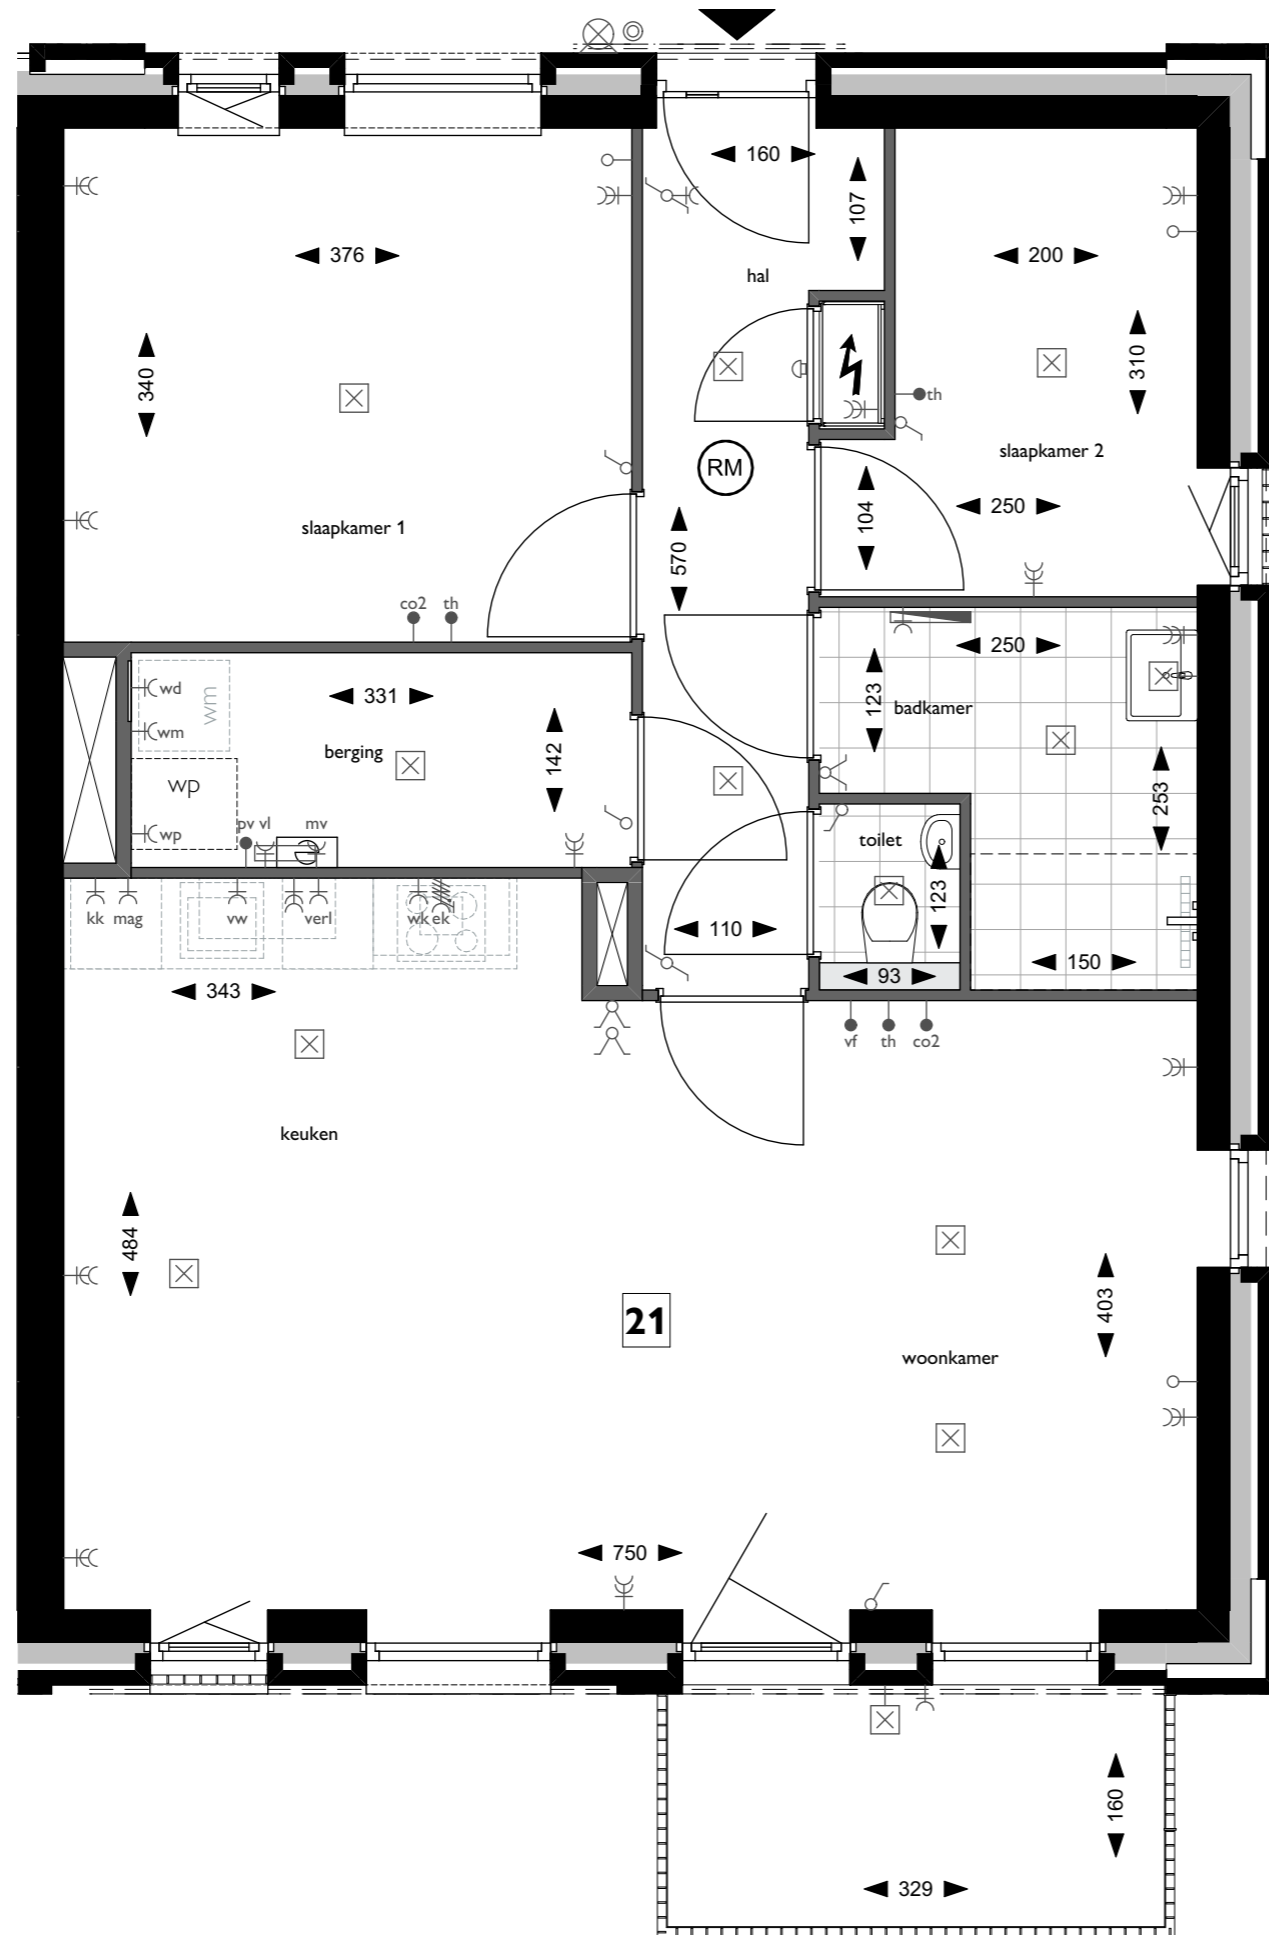 160
107
376
hal
200
340
310
th
slaapkamer 2
RM
104
250
slaapkamer 1
570
co2 th
wd
wm
331
250
123
badkamer
wm
berging
142
wp
253
wp
pv vl
mv
toilet
123
kk mag
vw
verl
wk ek
110
93
150
343
vf th co2
keuken
484
403
21
woonkamer
750
160
329